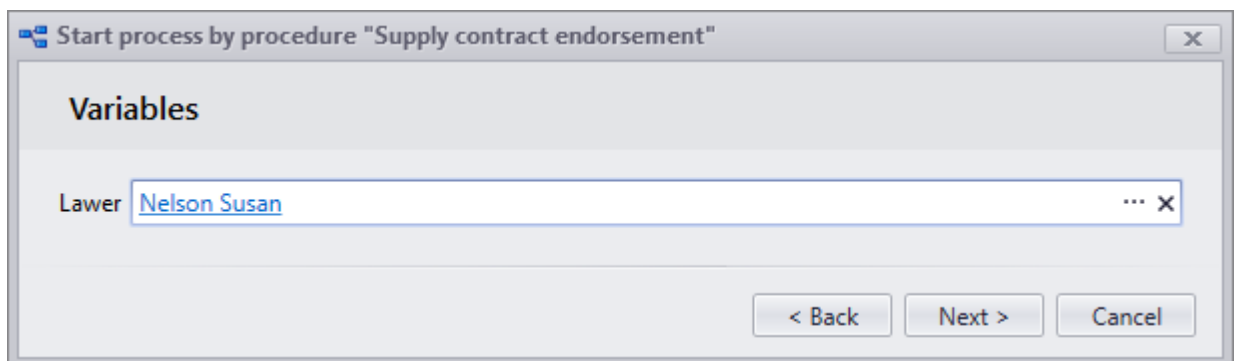 Start process by procedure "Supply contract endorsement"
Variables
Lawer Nelson Susan ...
< Back Next > Cancel